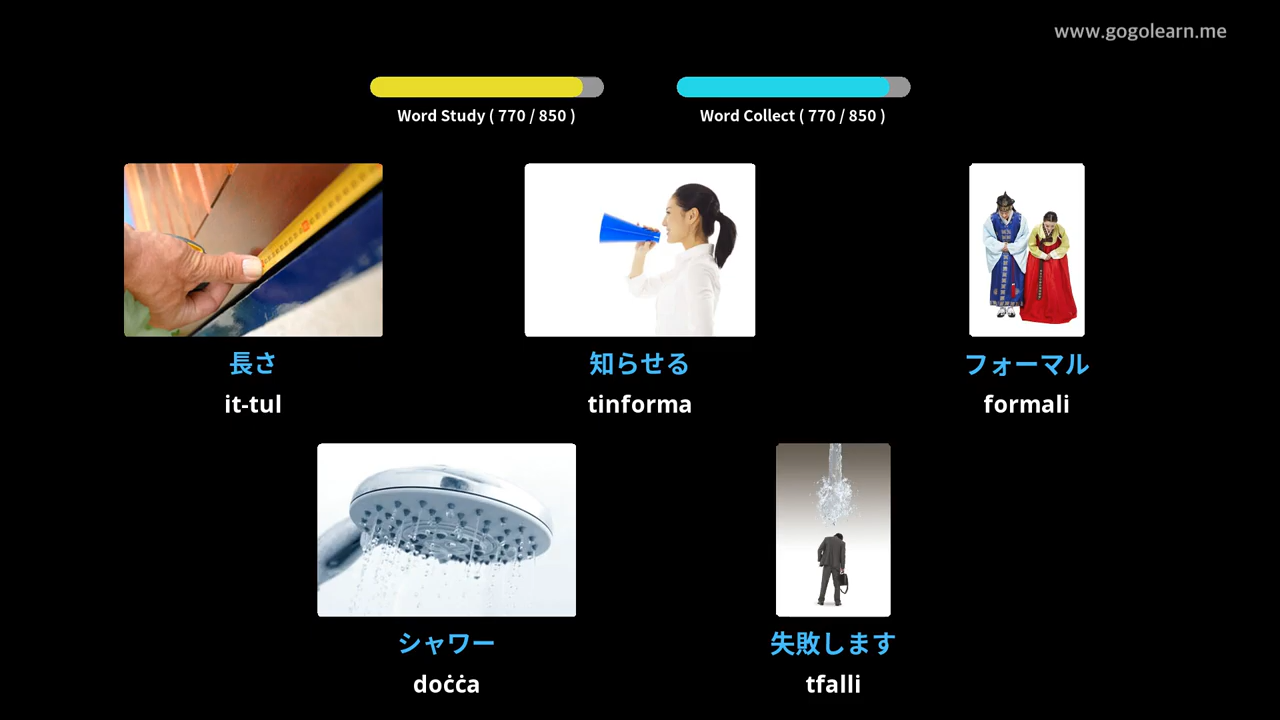 www.gogolearn.me
Word Study ( 770 / 850 )
Word Collect ( 770 / 850 )
長さ
it-tul
知らせる
tinforma
フォーマル
formali
シャワー
doċċa
失敗します
tfalli